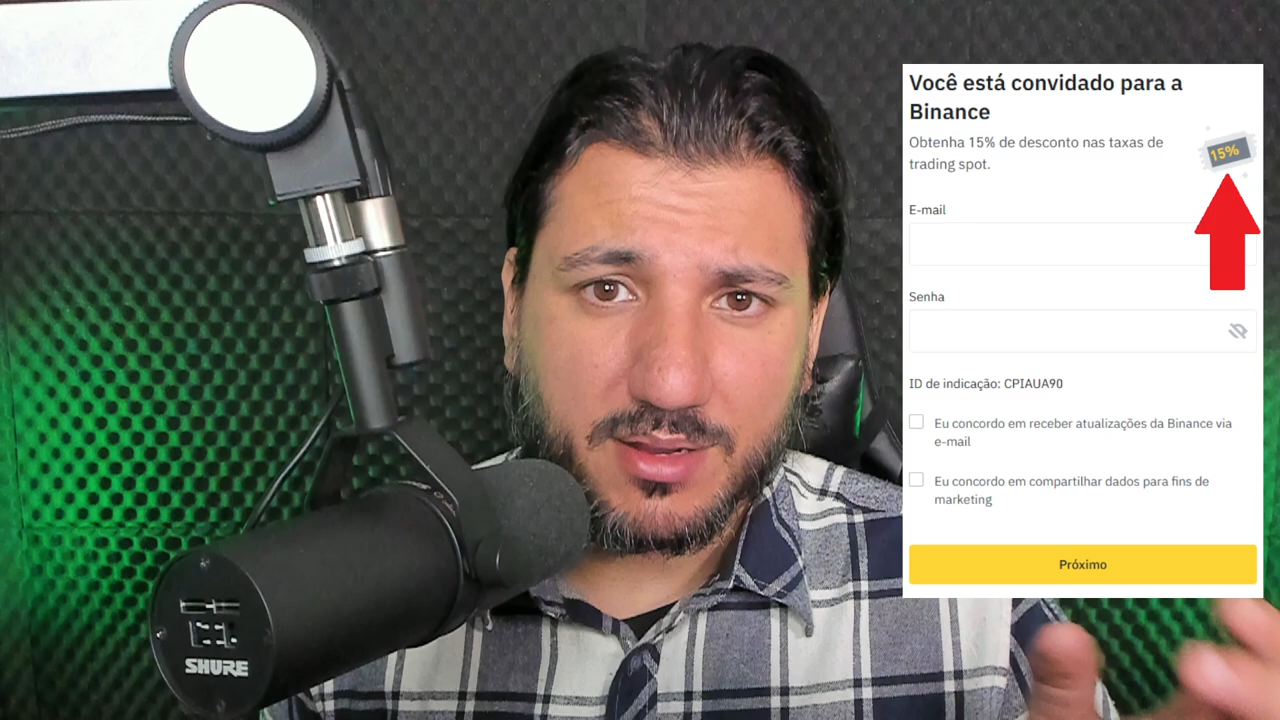 Você está convidado para a
Binance
Obtenha 15% de desconto nas taxas de
trading spot.
15%
E-mail
Senha
ID de indicação: CPIAUA90
Eu concordo em receber atualizações da Binance via
e-mail
Eu concordo em compartilhar dados para fins de
marketing
Próximo
SHURE